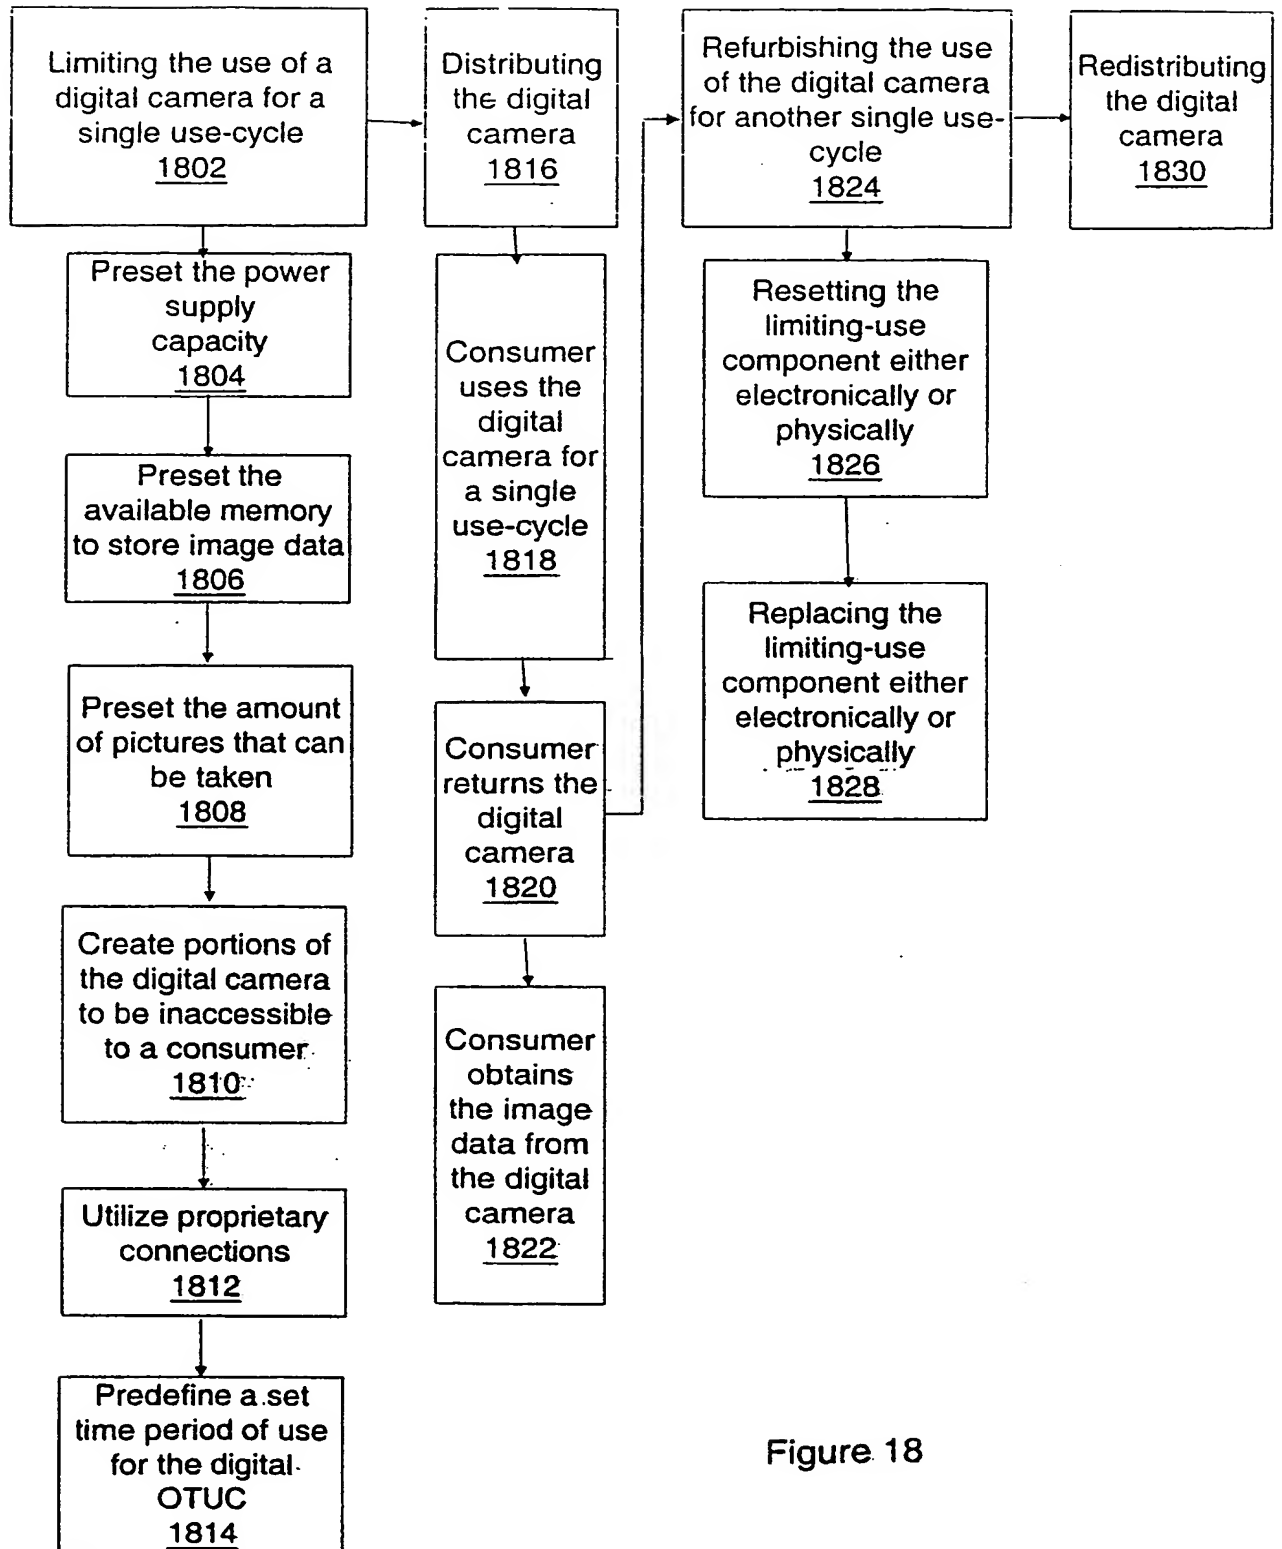 Limiting the use of a
digital camera for a
single use-cycle
1802
Preset the power
supply
capacity
1804
Preset the
available memory
to store image data
1806
Preset the amount
of pictures that can
be taken
1808
Create portions of
the digital camera
to be inaccessible
to a consumer
1810
Utilize proprietary
connections
1812
Predefine a set
time period of use
for the digital
OTUC
1814
Distributing
the digital
camera
1816
Consumer
uses the
digital
camera for
a single
use-cycle
1818
Consumer
returns the
digital
camera
1820
Consumer
obtains
the image
data from
the digital
camera
1822
Refurbishing the use
of the digital camera
for another single use-
cycle
1824
Resetting the
limiting-use
component either
electronically or
physically
1826
Replacing the
limiting-use
component either
electronically or
physically
1828
Redistributing
the digital
camera
1830
Figure 18